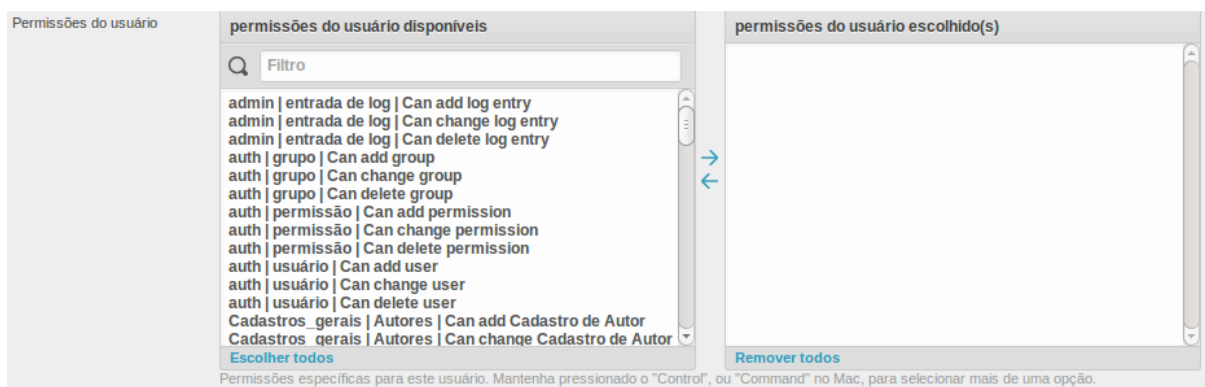 Permissões do usuário
permissões do usuário disponíveis
Filtro
admin | entrada de log | Can add log entry
admin | entrada de log | Can change log entry
admin | entrada de log | Can delete log entry
auth | grupo | Can add group
auth | grupo | Can change group
auth | grupo | Can delete group
auth | permissão | Can add permission
auth | permissão | Can change permission
auth | permissão | Can delete permission
auth | usuário | Can add user
auth | usuário | Can change user
auth | usuário | Can delete user
Cadastros_gerais | Autores | Can add Cadastro de Autor
Cadastros_gerais | Autores | Can change Cadastro de Autor
Escolher todos
permissões do usuário escolhido(s)
Remover todos
Permissões específicas para este usuário. Mantenha pressionado o "Control", ou "Command" no Mac, para selecionar mais de uma opção.